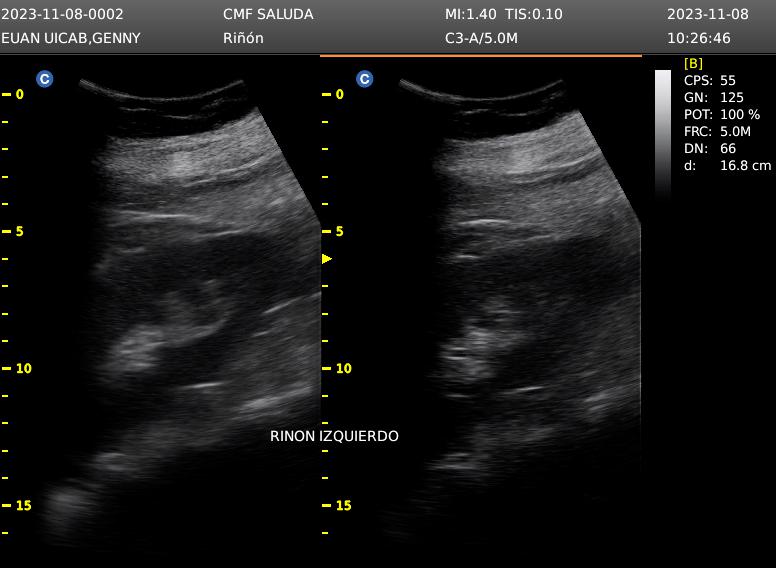 2023-11-08-0002 CMF SALUDA MI:1.40 TIS:0.10 2023-11-08
EUAN UICAB,GENNY Riñón C3-A/5.0M 10:26:46
C C
[B]
CPS: 55
GN: 125
POT: 100 %
FRC: 5.0M
DN: 66
d: 16.8 cm
0 0
5 5
10 10
RINON IZQUIERDO
15 15